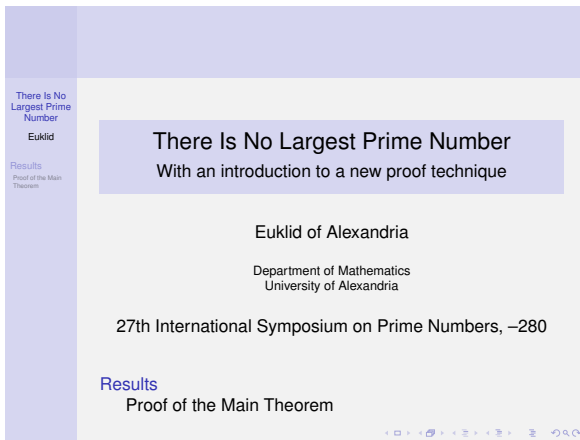 There Is No
Largest Prime
Number
Euklid
Results
Proof of the Main
Theorem
There Is No Largest Prime Number
With an introduction to a new proof technique
Euklid of Alexandria
Department of Mathematics
University of Alexandria
27th International Symposium on Prime Numbers, –280
Results
Proof of the Main Theorem